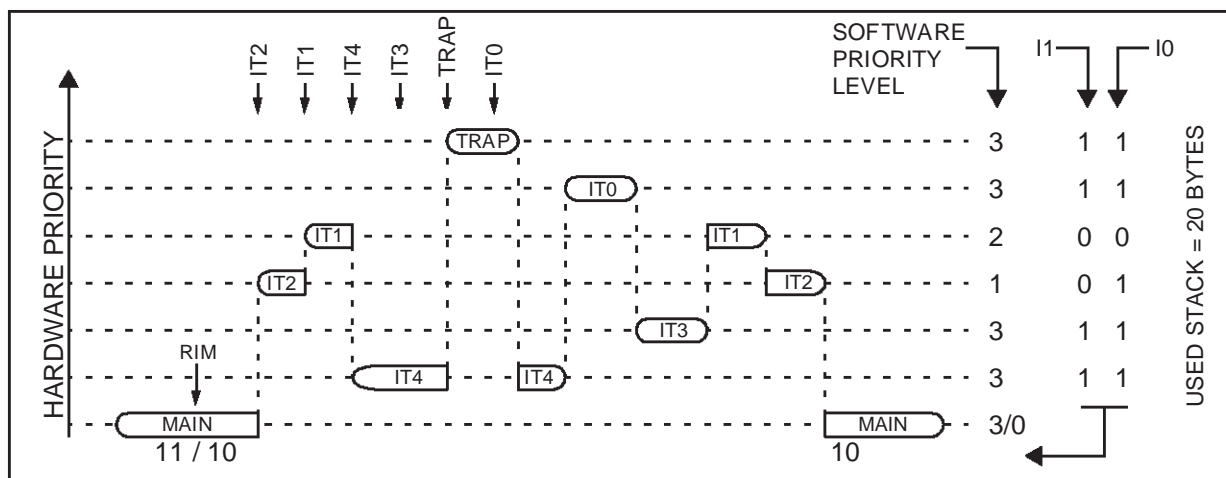 IT2
IT1
IT4
IT3
TRAP
IT0
SOFTWARE
PRIORITY
LEVEL
I1
I0
HARDWARE PRIORITY
TRAP
3
1 1
IT0
3
1 1
IT1
IT1
2
0 0
IT2
IT2
1
0 1
IT3
3
1 1
RIM
IT4
IT4
3
1 1
MAIN
MAIN
3/0
11 / 10
10
USED STACK = 20 BYTES